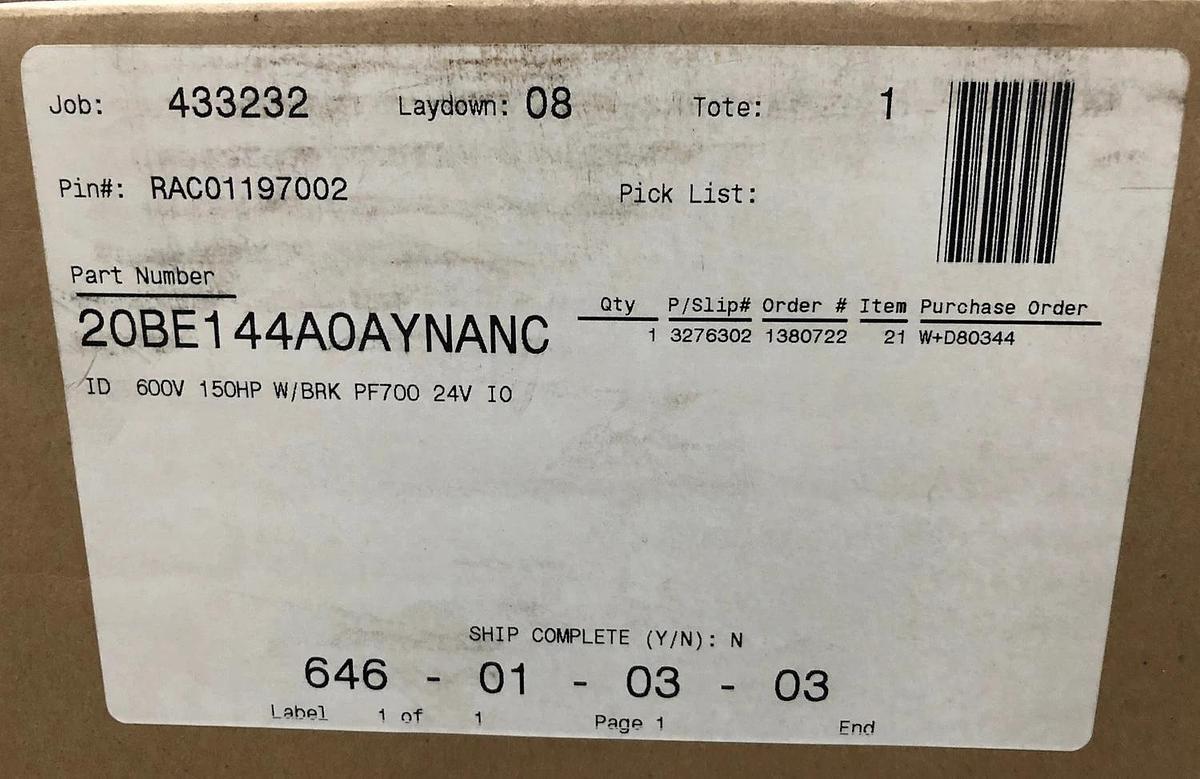 Job: 433232 Laydown: 08 Tote: 1
Pin#: RAC01197002 Pick List:
Part Number
Qty P/Slip# Order # Item Purchase Order
20BE144A0AYNANC 1 3276302 1380722 21 W+D80344
ID 600V 150HP W/BRK PF700 24V IO
SHIP COMPLETE (Y/N): N
646 - 01 - 03 - 03
Label 1 of 1 Page 1 End